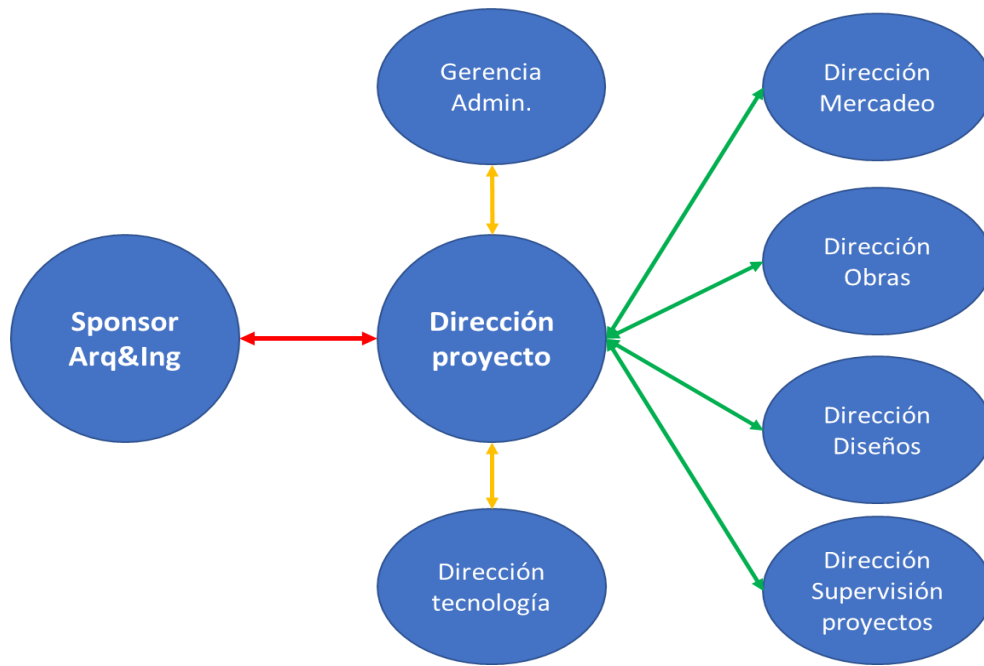 Gerencia
Admin.
Dirección
Mercadeo
Dirección
Obras
Sponsor
Arq&Ing
Dirección
proyecto
Dirección
Diseños
Dirección
tecnología
Dirección
Supervisión
proyectos